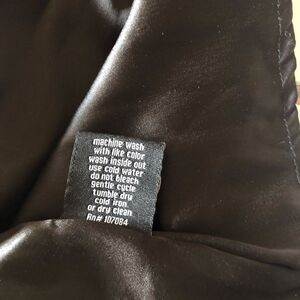 machine wash
with like color
wash inside out
use cold water
do not bleach
gentle cycle
tumble dry
cold iron
or dry clean
Rn# 107084